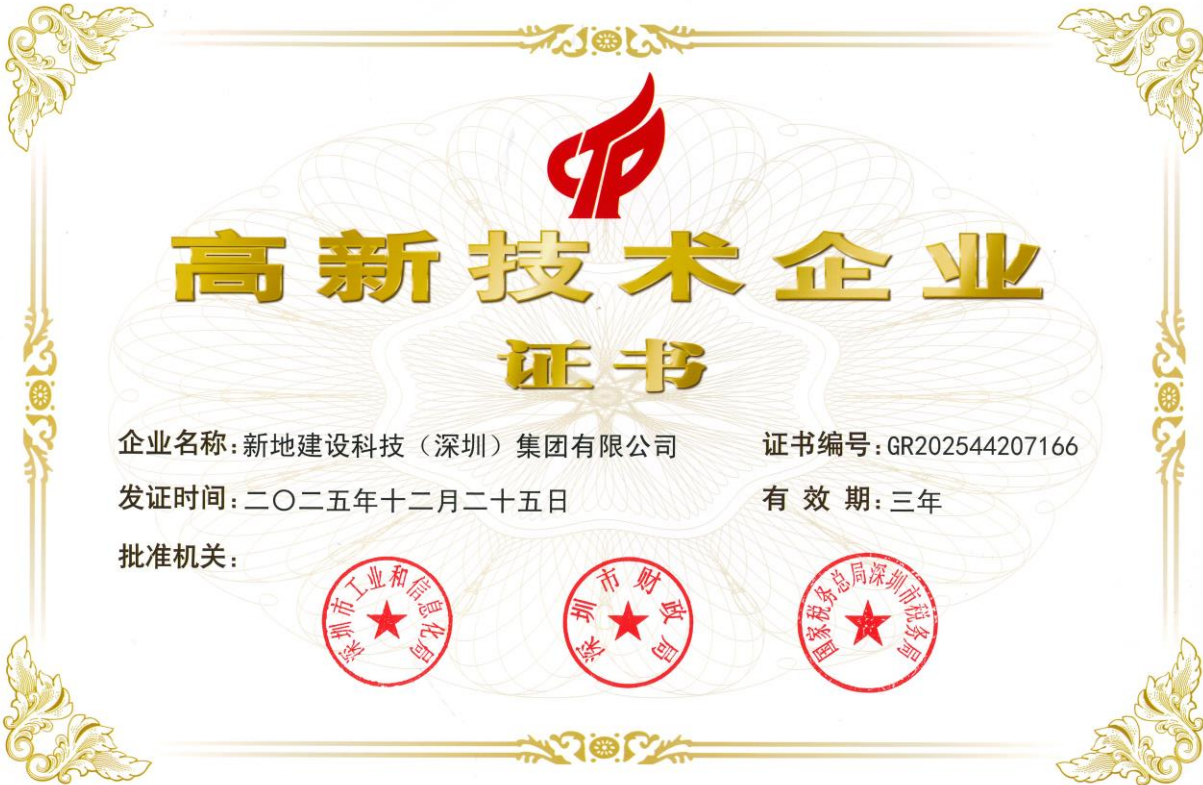 高新技术企业
证书
企业名称:新地建设科技（深圳）集团有限公司 证书编号:GR202544207166
发证时间:二〇二五年十二月二十五日 有 效 期:三年
批准机关:
深圳市工业和信息化局
深圳市财政局
国家税务总局深圳市税务局